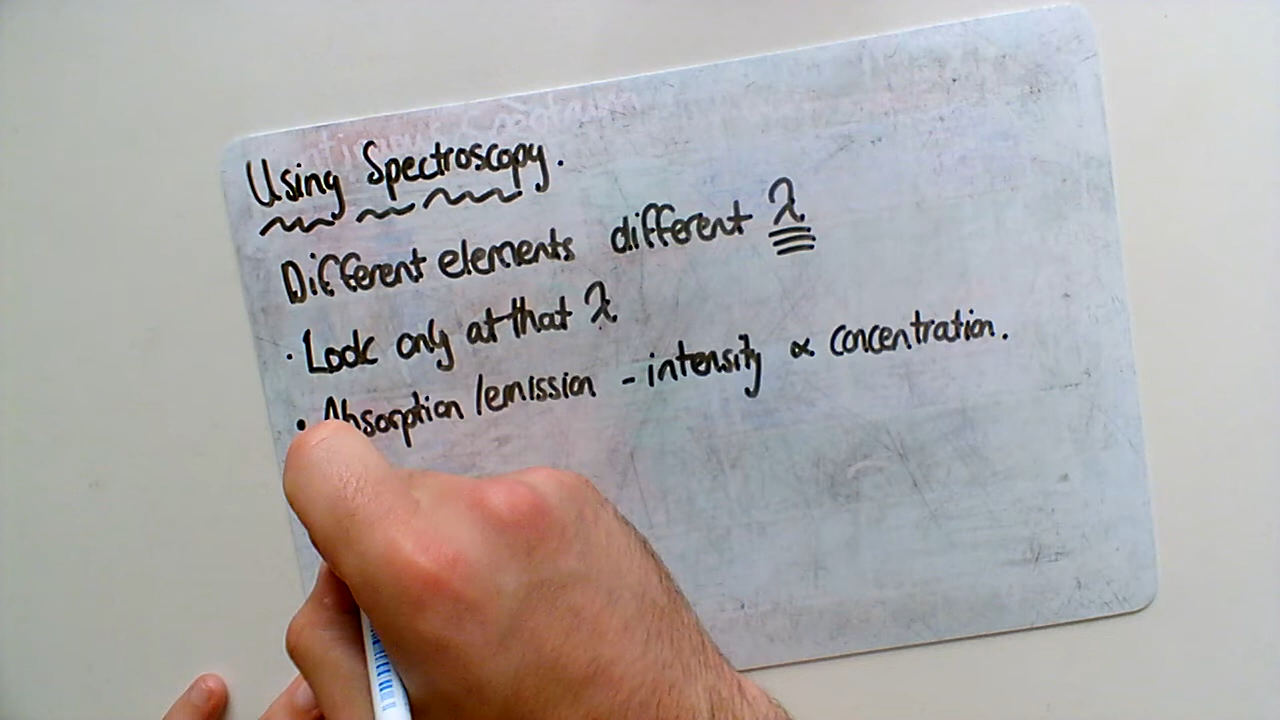 Using Spectroscopy.
Different elements different λ
· Look only at that λ
· Absorption /emission - intensity ∝ concentration.